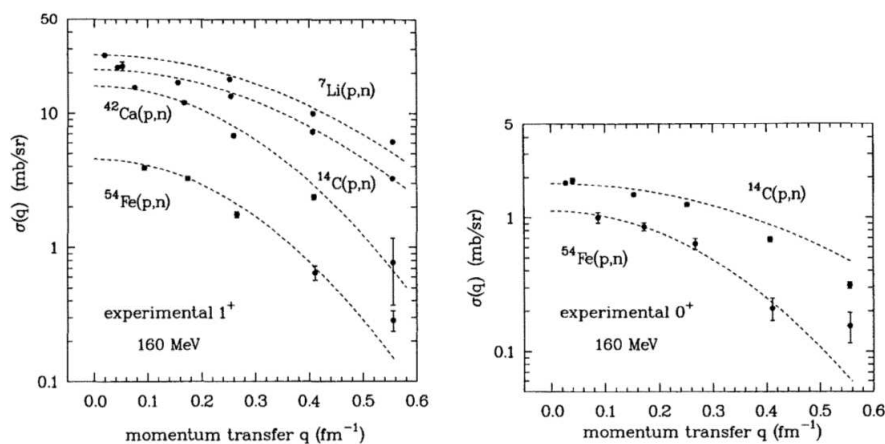 50
10
1
0.1
σ(q) (mb/sr)
⁷Li(p,n)
⁴²Ca(p,n)
¹⁴C(p,n)
⁵⁴Fe(p,n)
experimental 1⁺
160 MeV
0.0 0.1 0.2 0.3 0.4 0.5 0.6
momentum transfer q (fm⁻¹)
5
1
0.1
σ(q) (mb/sr)
¹⁴C(p,n)
⁵⁴Fe(p,n)
experimental 0⁺
160 MeV
0.0 0.1 0.2 0.3 0.4 0.5 0.6
momentum transfer q (fm⁻¹)